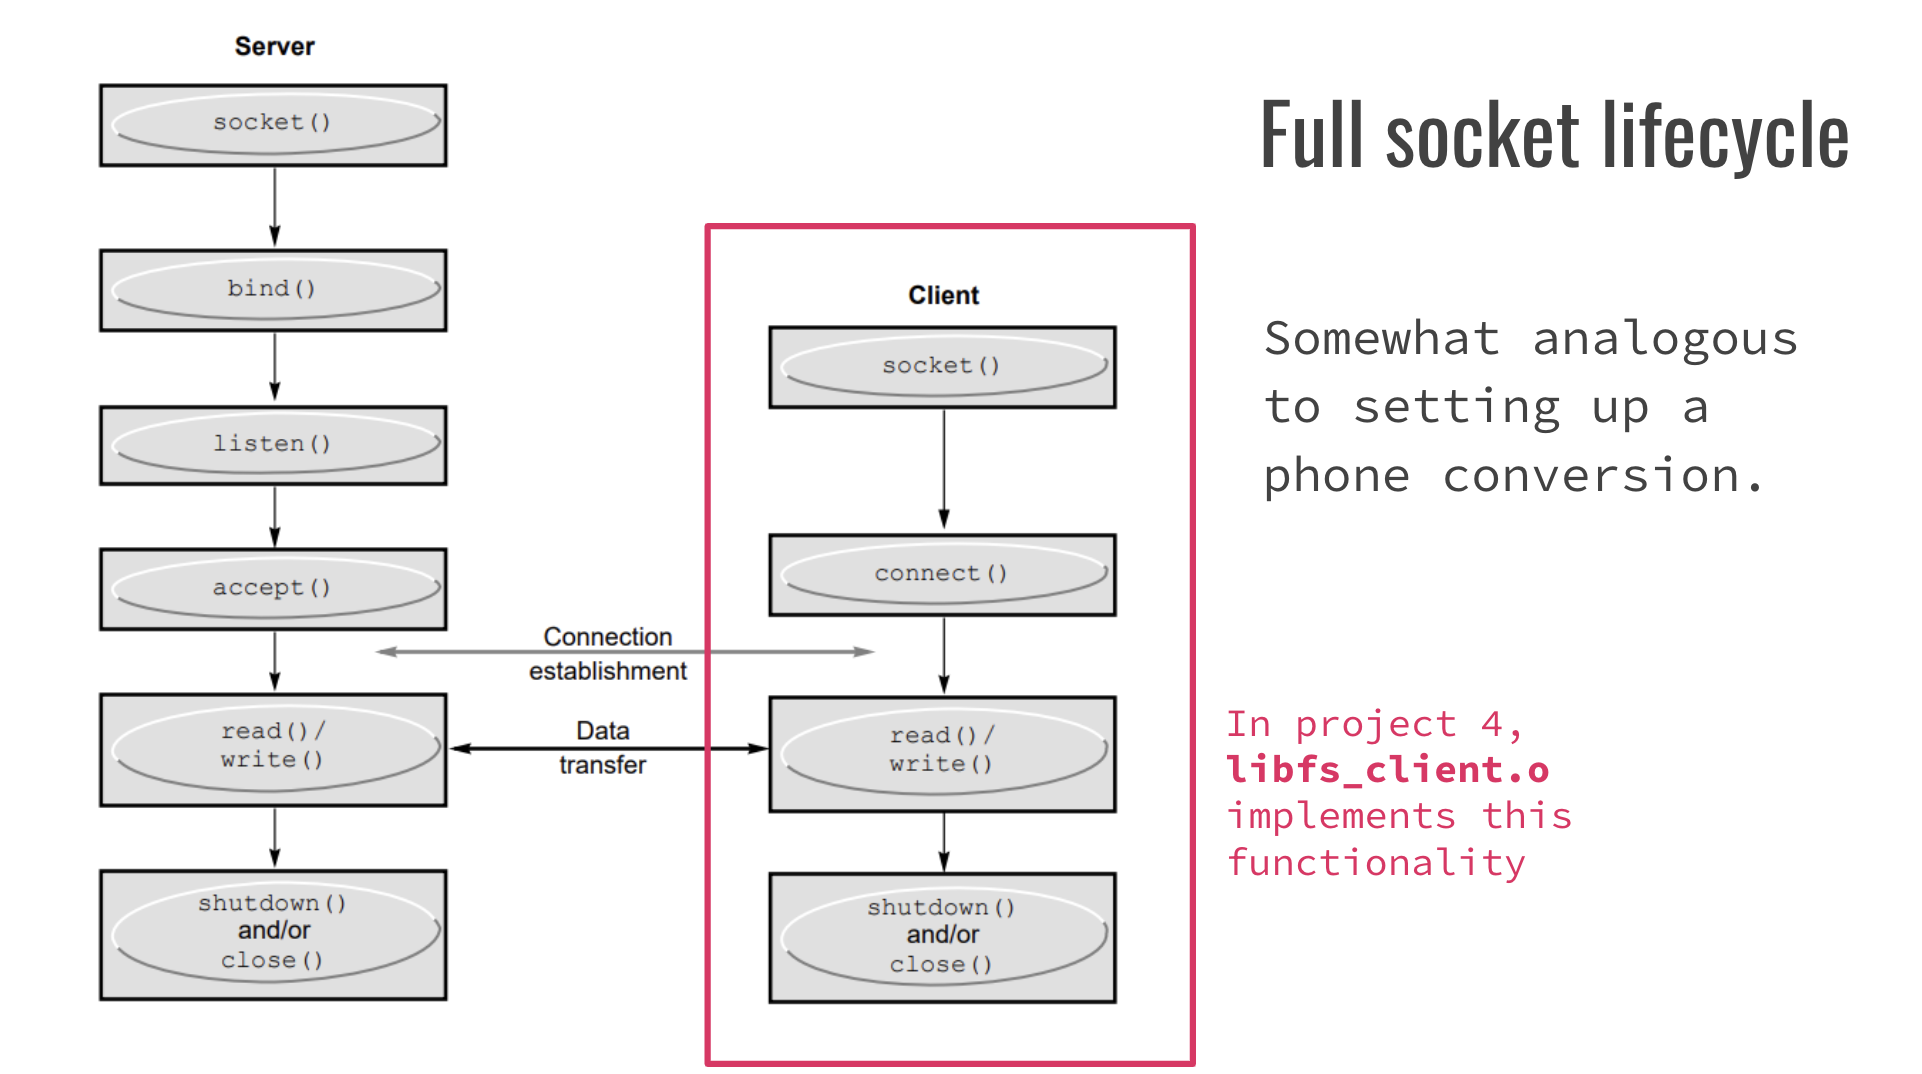 Server
socket()
bind()
listen()
accept()
read()/
write()
shutdown()
and/or
close()
Connection
establishment
Data
transfer
Client
socket()
connect()
read()/
write()
shutdown()
and/or
close()
Full socket lifecycle
Somewhat analogous
to setting up a
phone conversion.
In project 4,
libfs_client.o
implements this
functionality